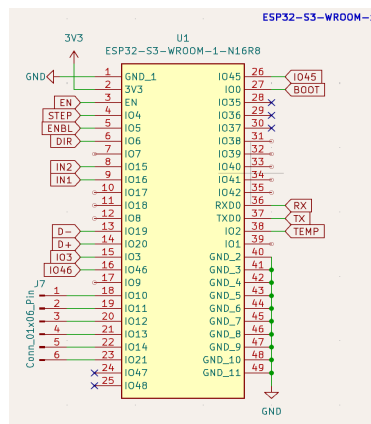 ESP32-S3-WROOM-
U1
ESP32-S3-WROOM-1-N16R8
3V3
GND 1 GND_1 IO45 26 IO45
2 3V3 IO0 27 BOOT
EN 3 EN IO35 28
STEP 4 IO4 IO36 29
ENBL 5 IO5 IO37 30
DIR 6 IO6 IO38 31
7 IO7 IO39 32
IN2 8 IO15 IO40 33
IN1 9 IO16 IO41 34
10 IO17 IO42 35
11 IO18 RXD0 36 RX
12 IO8 TXD0 37 TX
D- 13 IO19 IO2 38 TEMP
D+ 14 IO20 IO1 39
IO3 15 IO3 GND_2 40
IO46 16 IO46 GND_3 41
17 IO9 GND_4 42
J7
1 18 IO10 GND_5 43
2 19 IO11 GND_6 44
3 20 IO12 GND_7 45
4 21 IO13 GND_8 46
5 22 IO14 GND_9 47
6 23 IO21 GND_10 48
24 IO47 GND_11 49
25 IO48
Conn_01x06_Pin
GND